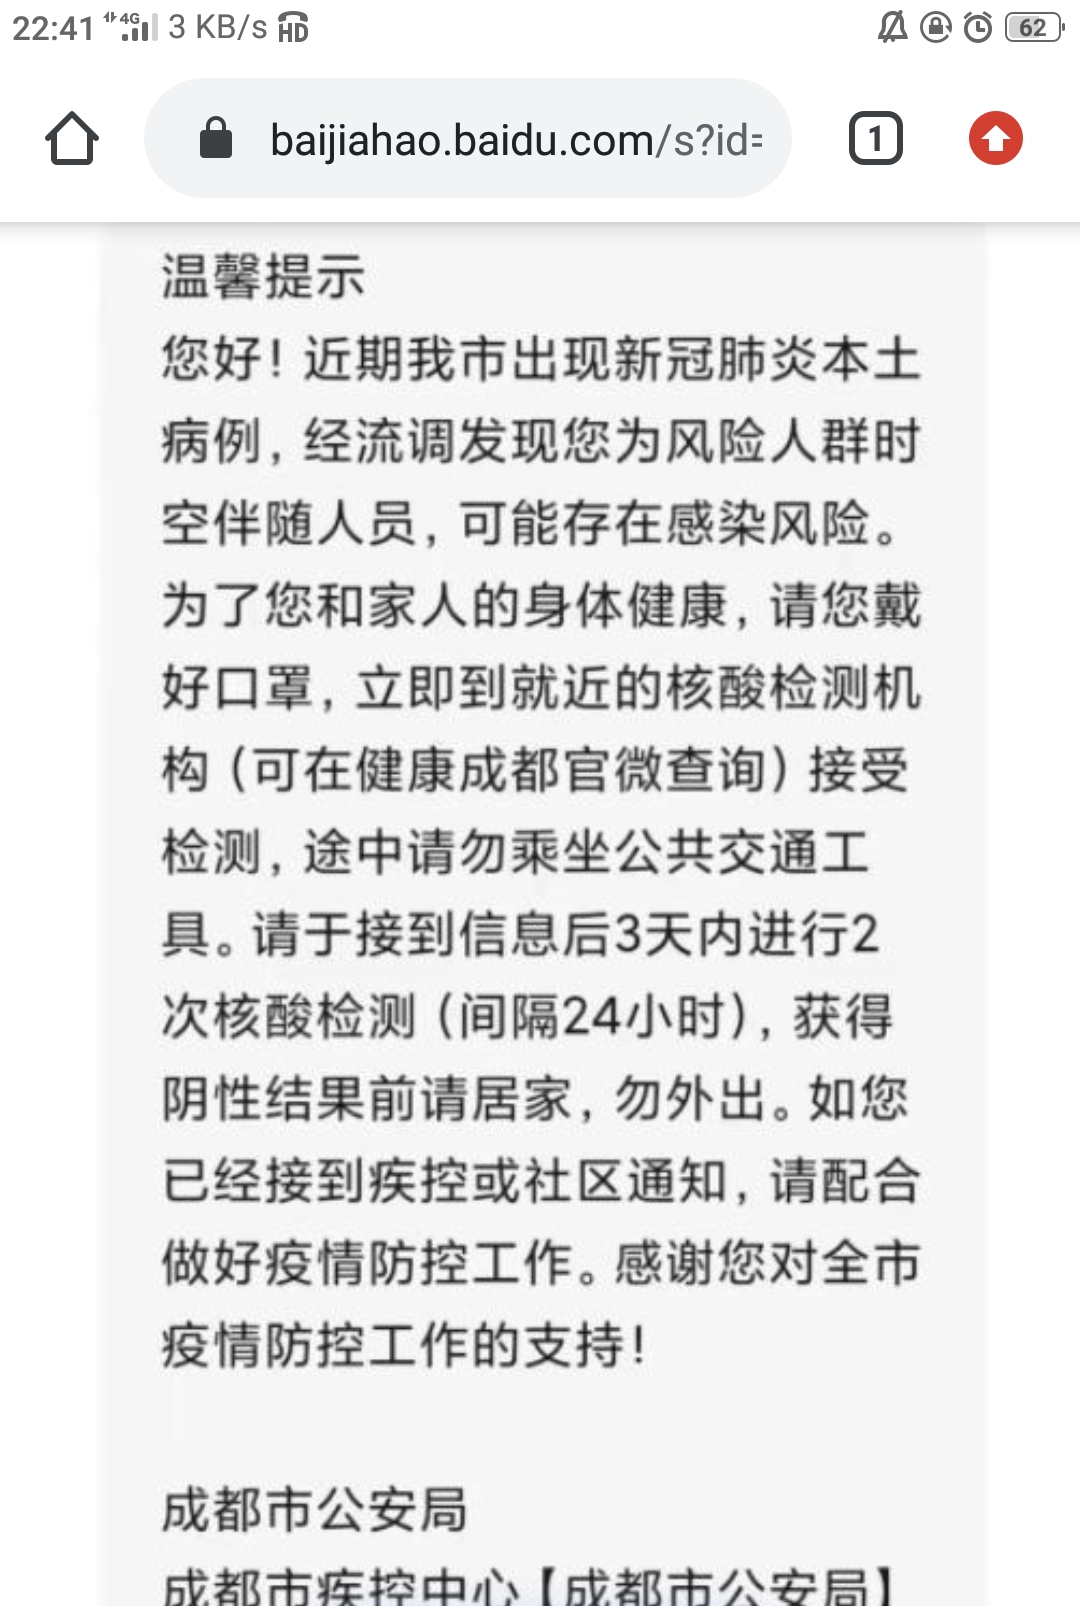 22:41 4G 3 KB/s HD 62
baijiahao.baidu.com/s?id= 1
温馨提示
您好！近期我市出现新冠肺炎本土
病例，经流调发现您为风险人群时
空伴随人员，可能存在感染风险。
为了您和家人的身体健康，请您戴
好口罩，立即到就近的核酸检测机
构（可在健康成都官微查询）接受
检测，途中请勿乘坐公共交通工
具。请于接到信息后3天内进行2
次核酸检测（间隔24小时），获得
阴性结果前请居家，勿外出。如您
已经接到疾控或社区通知，请配合
做好疫情防控工作。感谢您对全市
疫情防控工作的支持！
成都市公安局
成都市疾控中心【成都市公安局】